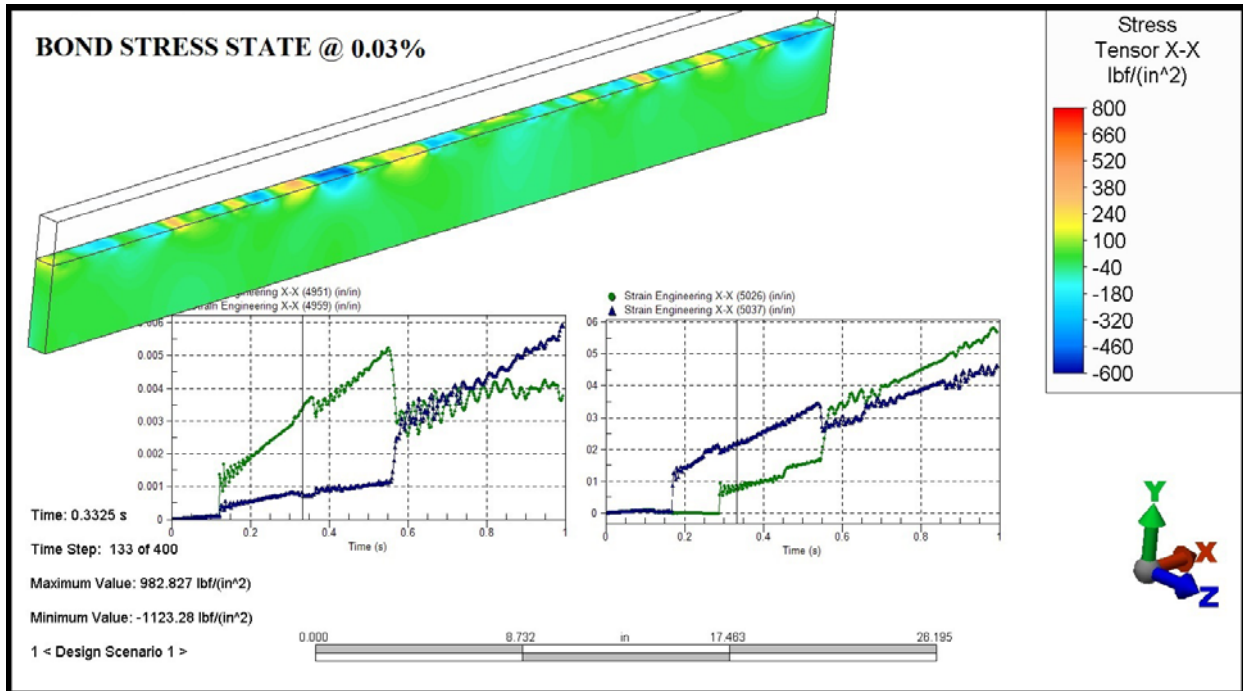 BOND STRESS STATE @ 0.03%
Stress
Tensor X-X
lbf/(in^2)
800
660
520
380
240
100
-40
-180
-320
-460
-600
Engineering X-X (4951) (in/in)
Strain Engineering X-X (4959) (in/in)
0.005
0.004
0.003
0.002
0.001
0
0 0.2 0.4 0.6 0.8 1
Time (s)
Strain Engineering X-X (5026) (in/in)
Strain Engineering X-X (5037) (in/in)
06
05
04
03
02
01
0
0 0.2 0.4 0.6 0.8 1
Time (s)
Time: 0.3325 s
Time Step: 133 of 400
Maximum Value: 982.827 lbf/(in^2)
Minimum Value: -1123.28 lbf/(in^2)
1 < Design Scenario 1 >
0.000 8.732 in 17.463 26.195
Y
X
Z